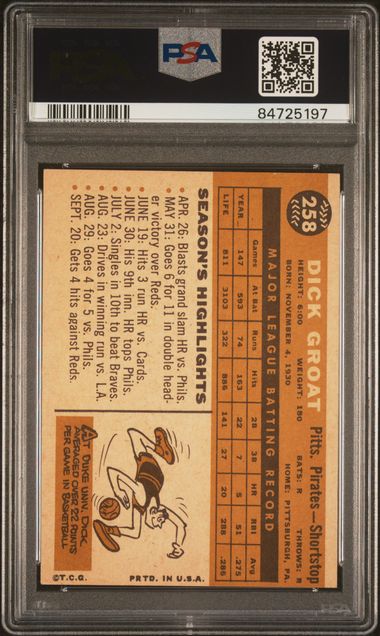 PSA
84725197
258
DICK GROAT Pitts. Pirates—Shortstop
HEIGHT: 6:00 WEIGHT: 180 BATS: R THROWS: R
BORN: NOVEMBER 4, 1930 HOME: PITTSBURGH, PA.
MAJOR LEAGUE BATTING RECORD
Games At-Bat Runs Hits 2B 3B HR RBI Avg
YEAR 147 593 74 163 22 7 5 51 .275
LIFE 811 3103 322 886 141 27 20 288 .286
SEASON'S HIGHLIGHTS
• APR. 26: Blasts grand slam HR vs. Phils.
• MAY 31: Goes 6 for 11 in double head-
er victory over Reds.
• JUNE 19: Hits 3 run HR vs. Cards.
• JUNE 30: His 9th inn. HR tops Phils.
• JULY 2: Singles in 10th to beat Braves.
• AUG. 23: Drives in winning run vs. L.A.
• AUG. 29: Goes 4 for 5 vs. Phils.
• SEPT. 20: Gets 4 hits against Reds.
AT DUKE UNIV. DICK
AVERAGED OVER 22 POINTS
PER GAME IN BASKETBALL
©T.C.G. PRTD. IN U.S.A.
PSA